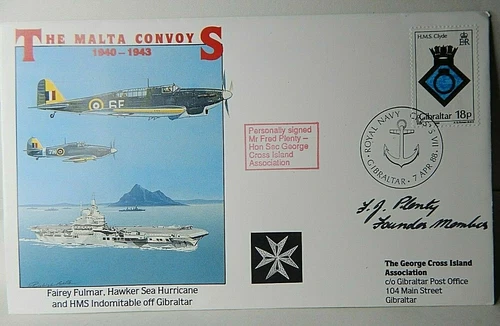 THE MALTA CONVOYS
1940-1943
6F
H.M.S. Clyde
Gibraltar 18p
ROYAL NAVY
GIBRALTAR · 7 APR 88
Personally signed
Mr Fred Plenty -
Hon Sec George
Cross Island
Association
F. J. Plenty
Founder Member
Fairey Fulmar, Hawker Sea Hurricane
and HMS Indomitable off Gibraltar
The George Cross Island
Association
c/o Gibraltar Post Office
104 Main Street
Gibraltar